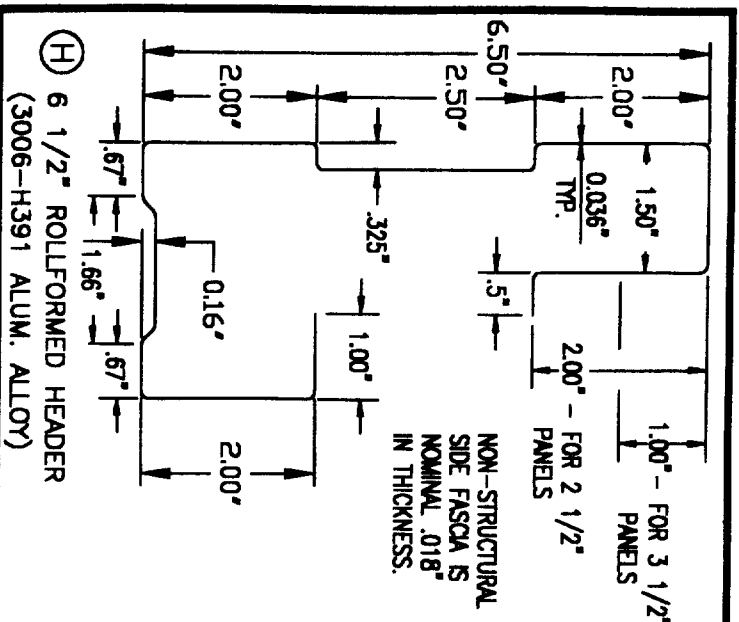 6.50"
2.00"
2.50"
2.00"
.67"
1.66"
.67"
0.16"
.325"
0.036"
TYP.
1.50"
.5"
1.00"
2.00"
1.00" - FOR 3 1/2"
PANELS
2.00" - FOR 2 1/2"
PANELS
NON-STRUCTURAL
SIDE FASCIA IS
NOMINAL .018"
IN THICKNESS.
H 6 1/2" ROLLFORMED HEADER
(3006-H391 ALUM. ALLOY)